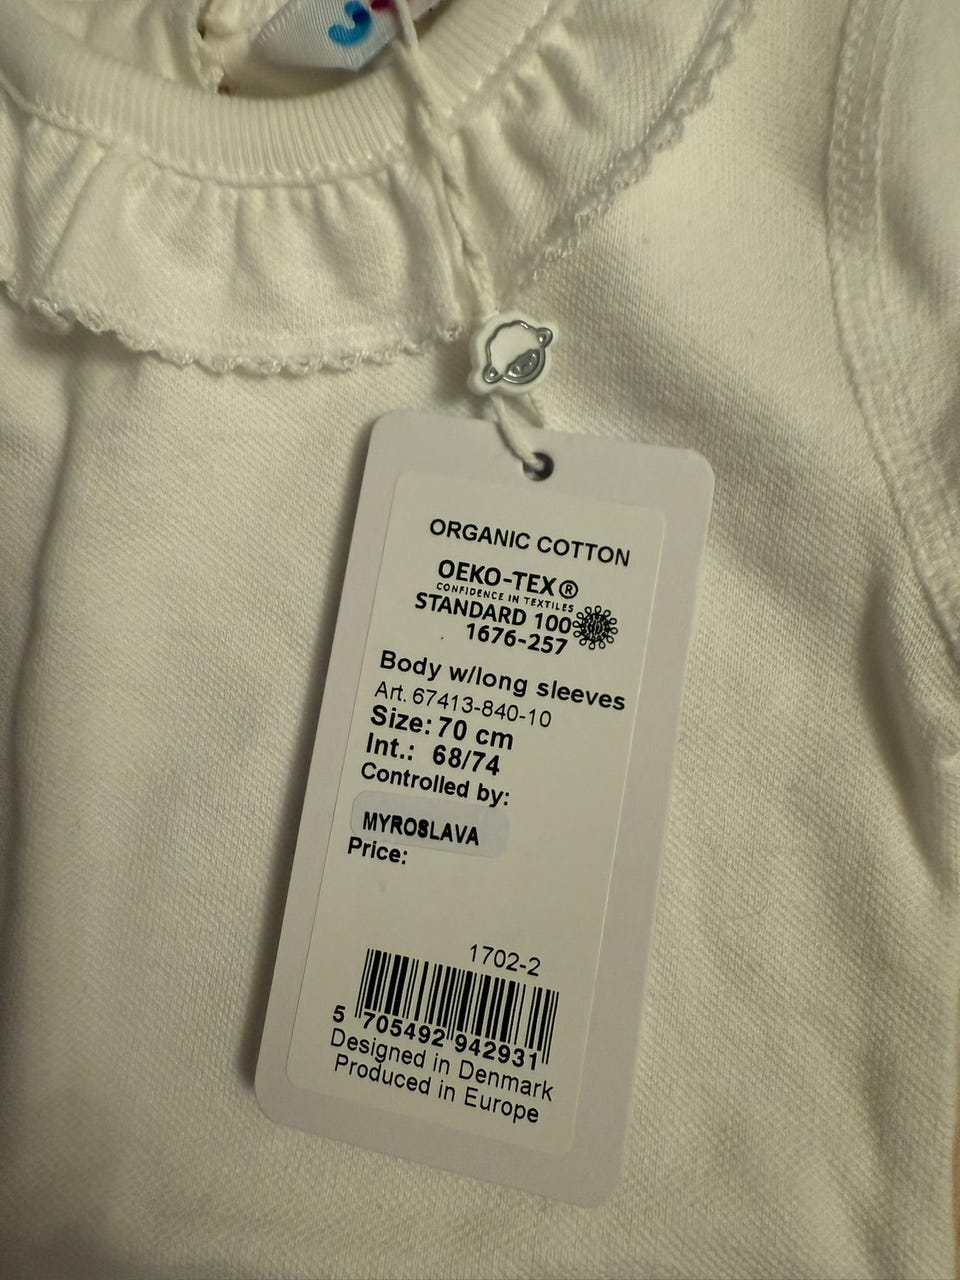 ORGANIC COTTON
OEKO-TEX®
CONFIDENCE IN TEXTILES
STANDARD 100
1676-257
Body w/long sleeves
Art. 67413-840-10
Size: 70 cm
Int.: 68/74
Controlled by:
MYROSLAVA
Price:
1702-2
5 705492 942931
Designed in Denmark
Produced in Europe